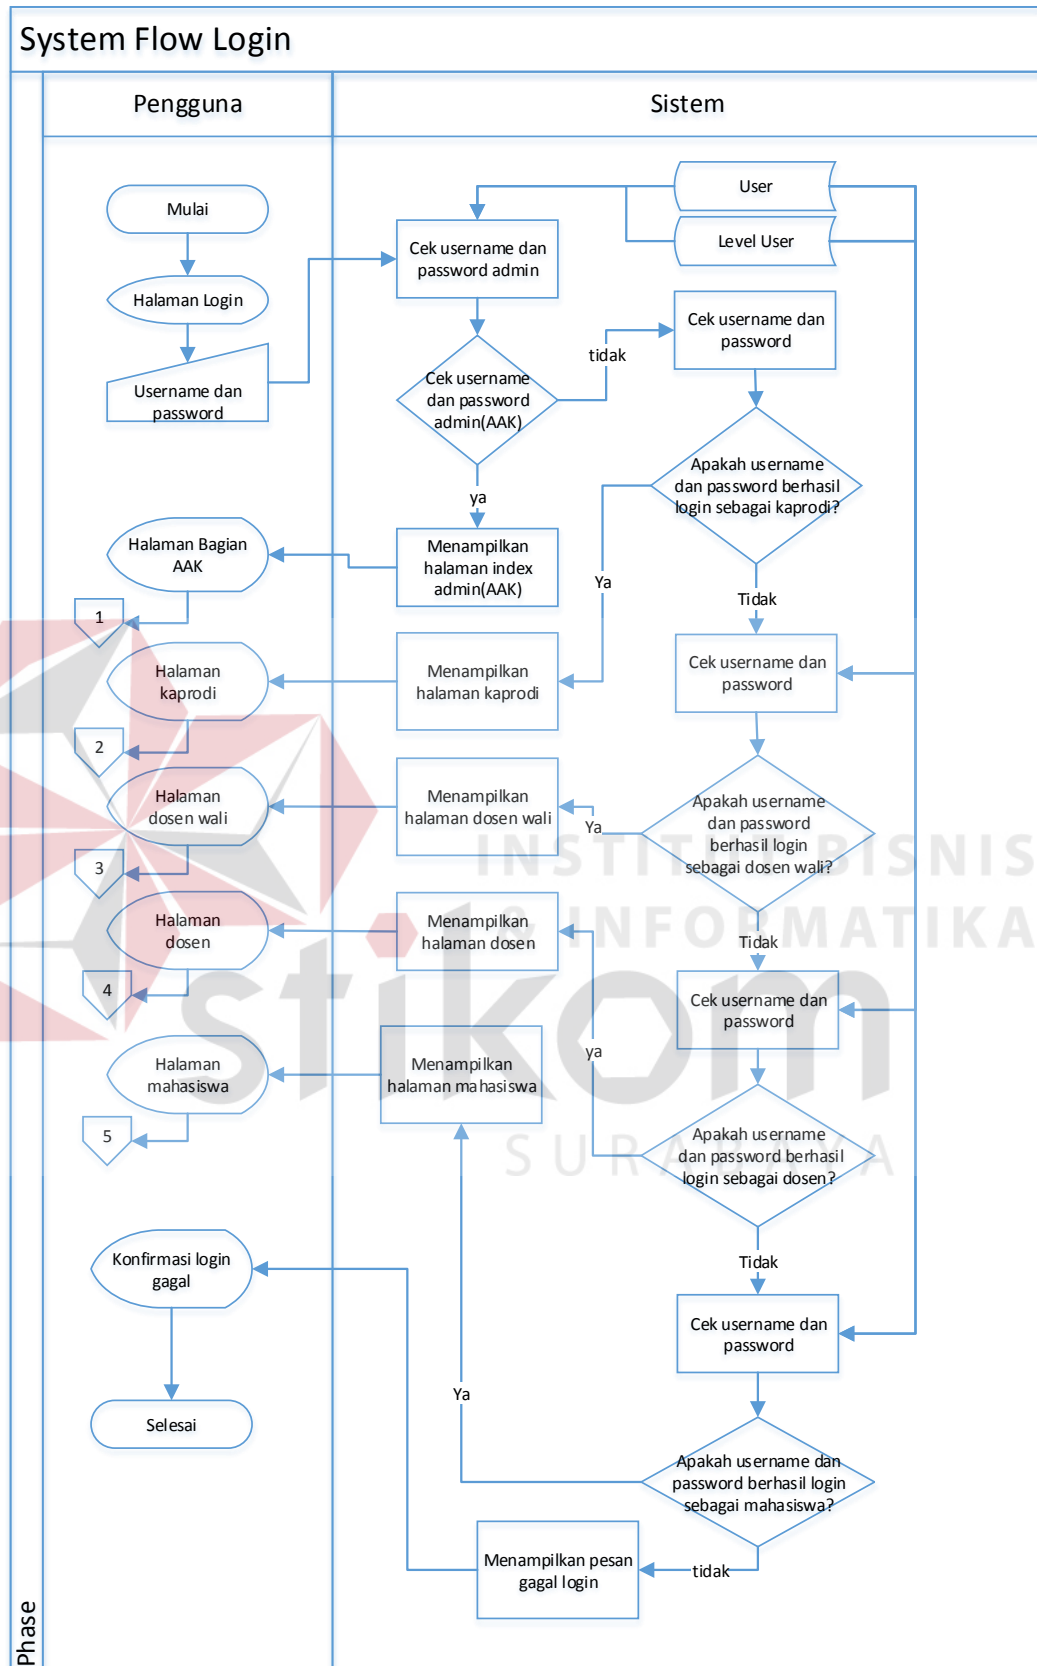 System Flow Login
Pengguna
Sistem
Phase
Mulai
Halaman Login
Username dan
password
User
Level User
Cek username dan
password admin
Cek username
dan password
admin(AAK)
tidak
ya
Cek username dan
password
Apakah username
dan password berhasil
login sebagai kaprodi?
Ya
Tidak
Menampilkan
halaman index
admin(AAK)
Halaman Bagian
AAK
1
Menampilkan
halaman kaprodi
Halaman
kaprodi
2
Cek username dan
password
Apakah username
dan password
berhasil login
sebagai dosen wali?
Ya
Tidak
Menampilkan
halaman dosen wali
Halaman
dosen wali
3
Menampilkan
halaman dosen
Halaman
dosen
4
Cek username dan
password
Apakah username
dan password berhasil
login sebagai dosen?
ya
Tidak
Menampilkan
halaman mahasiswa
Halaman
mahasiswa
5
Cek username dan
password
Apakah username dan
password berhasil login
sebagai mahasiswa?
Ya
tidak
Menampilkan pesan
gagal login
Konfirmasi login
gagal
Selesai
INSTITUT BISNIS
& INFORMATIKA
stikom
SURABAYA